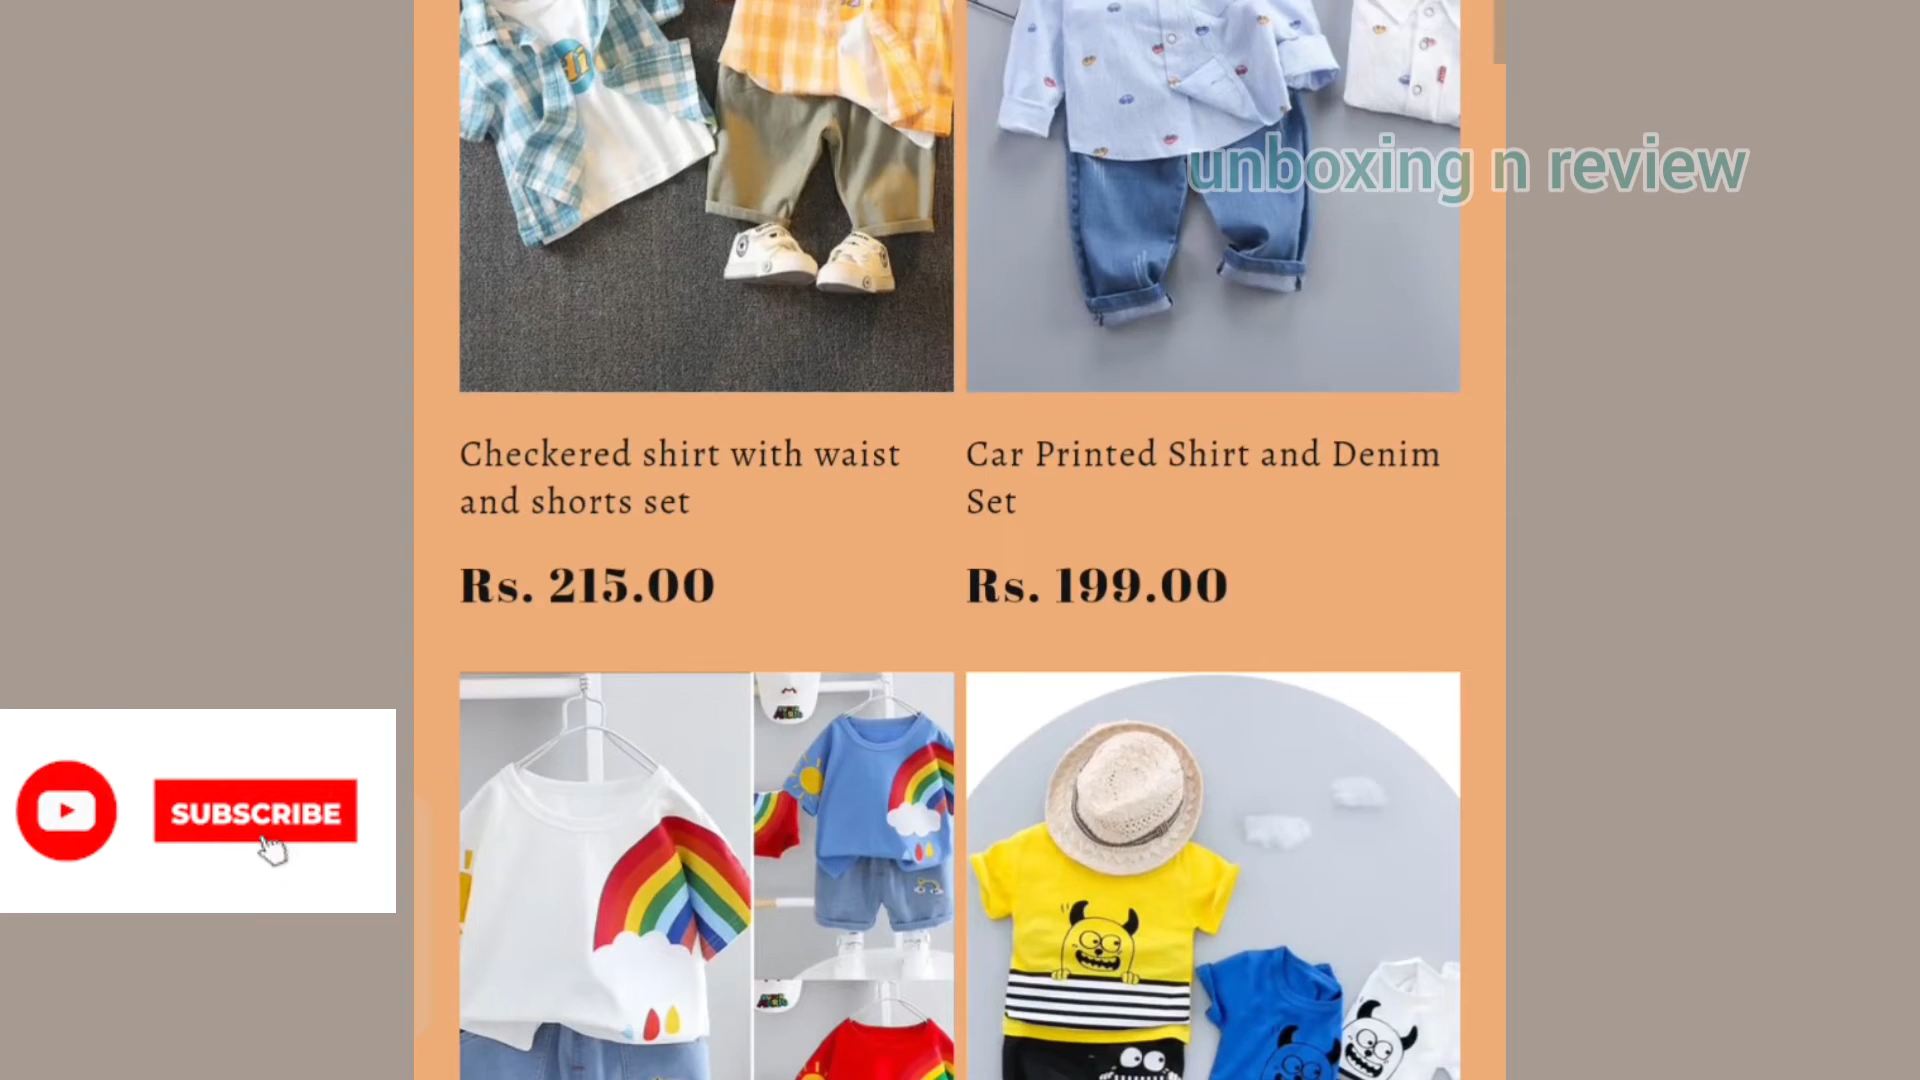 unboxing n review
Checkered shirt with waist
and shorts set
Rs. 215.00
Car Printed Shirt and Denim
Set
Rs. 199.00
SUBSCRIBE